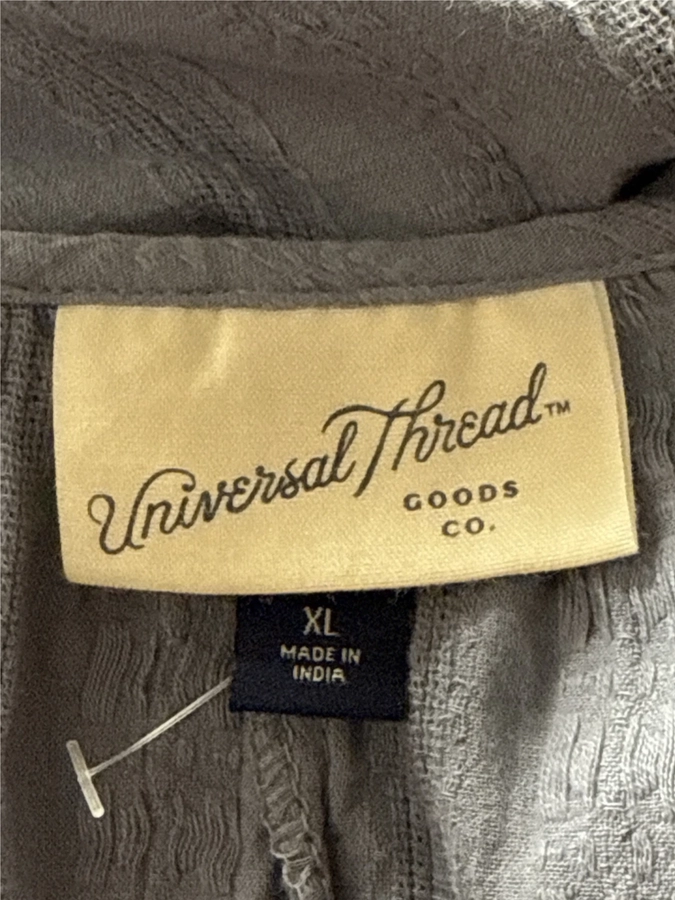 Universal Thread™
GOODS
CO.
XL
MADE IN
INDIA